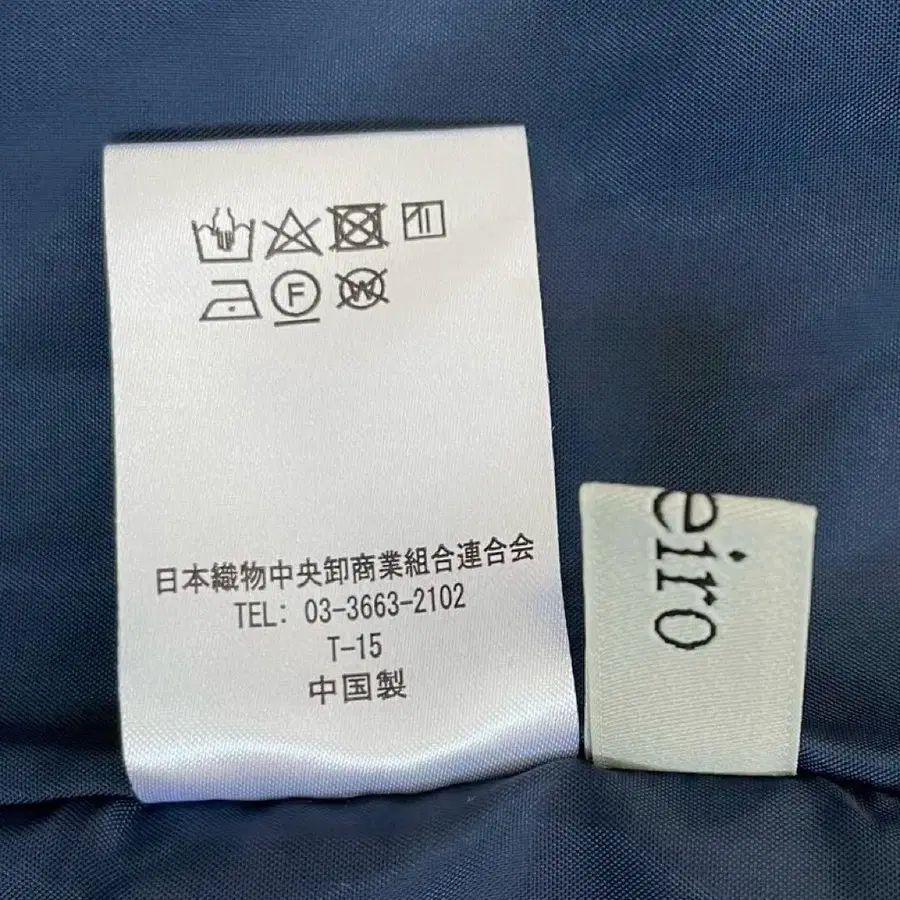 F
W
日本織物中央卸商業組合連合会
TEL: 03-3663-2102
T-15
中国製
eiro